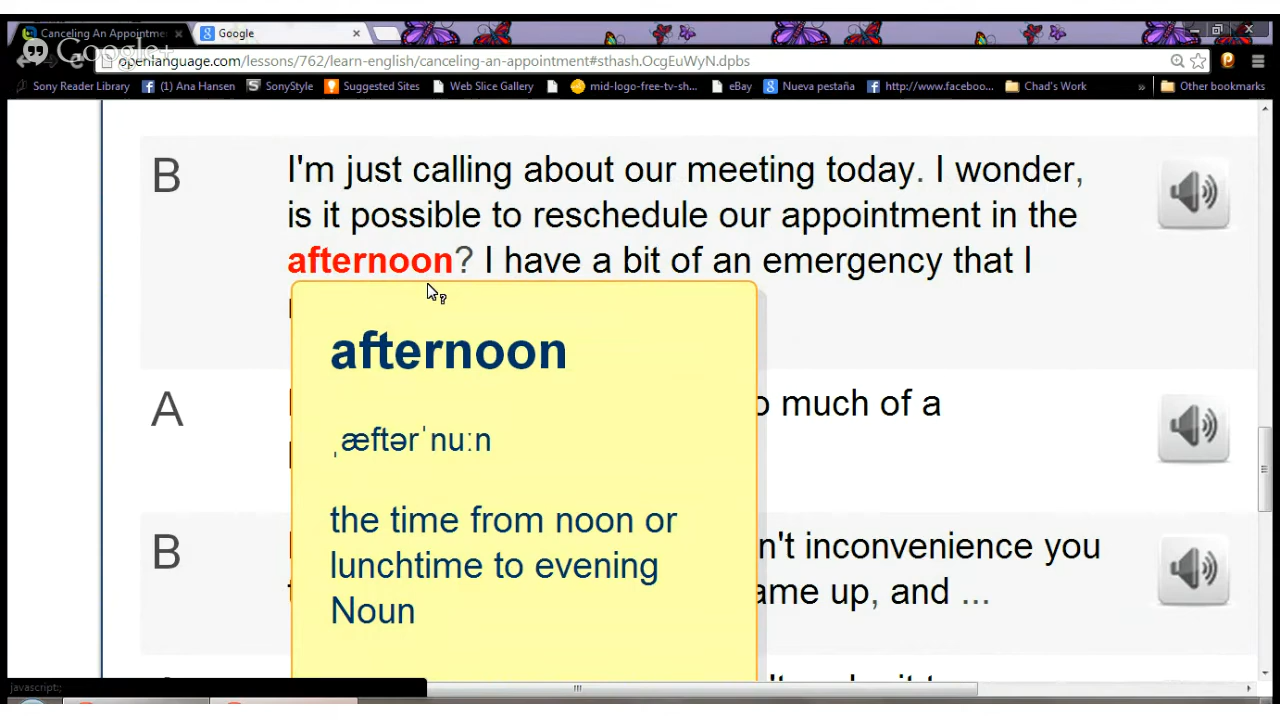 Canceling An Appointme
Google
Google+
openlanguage.com/lessons/762/learn-english/canceling-an-appointment#sthash.OcgEuWyN.dpbs
Sony Reader Library
(1) Ana Hansen
SonyStyle
Suggested Sites
Web Slice Gallery
mid-logo-free-tv-sh...
eBay
Nueva pestaña
http://www.faceboo...
Chad's Work
»
Other bookmarks
B
I'm just calling about our meeting today. I wonder,
is it possible to reschedule our appointment in the
afternoon? I have a bit of an emergency that I
afternoon
ˌæftərˈnuːn
the time from noon or
lunchtime to evening
Noun
A
o much of a
B
n't inconvenience you
ame up, and ...
javascript:;